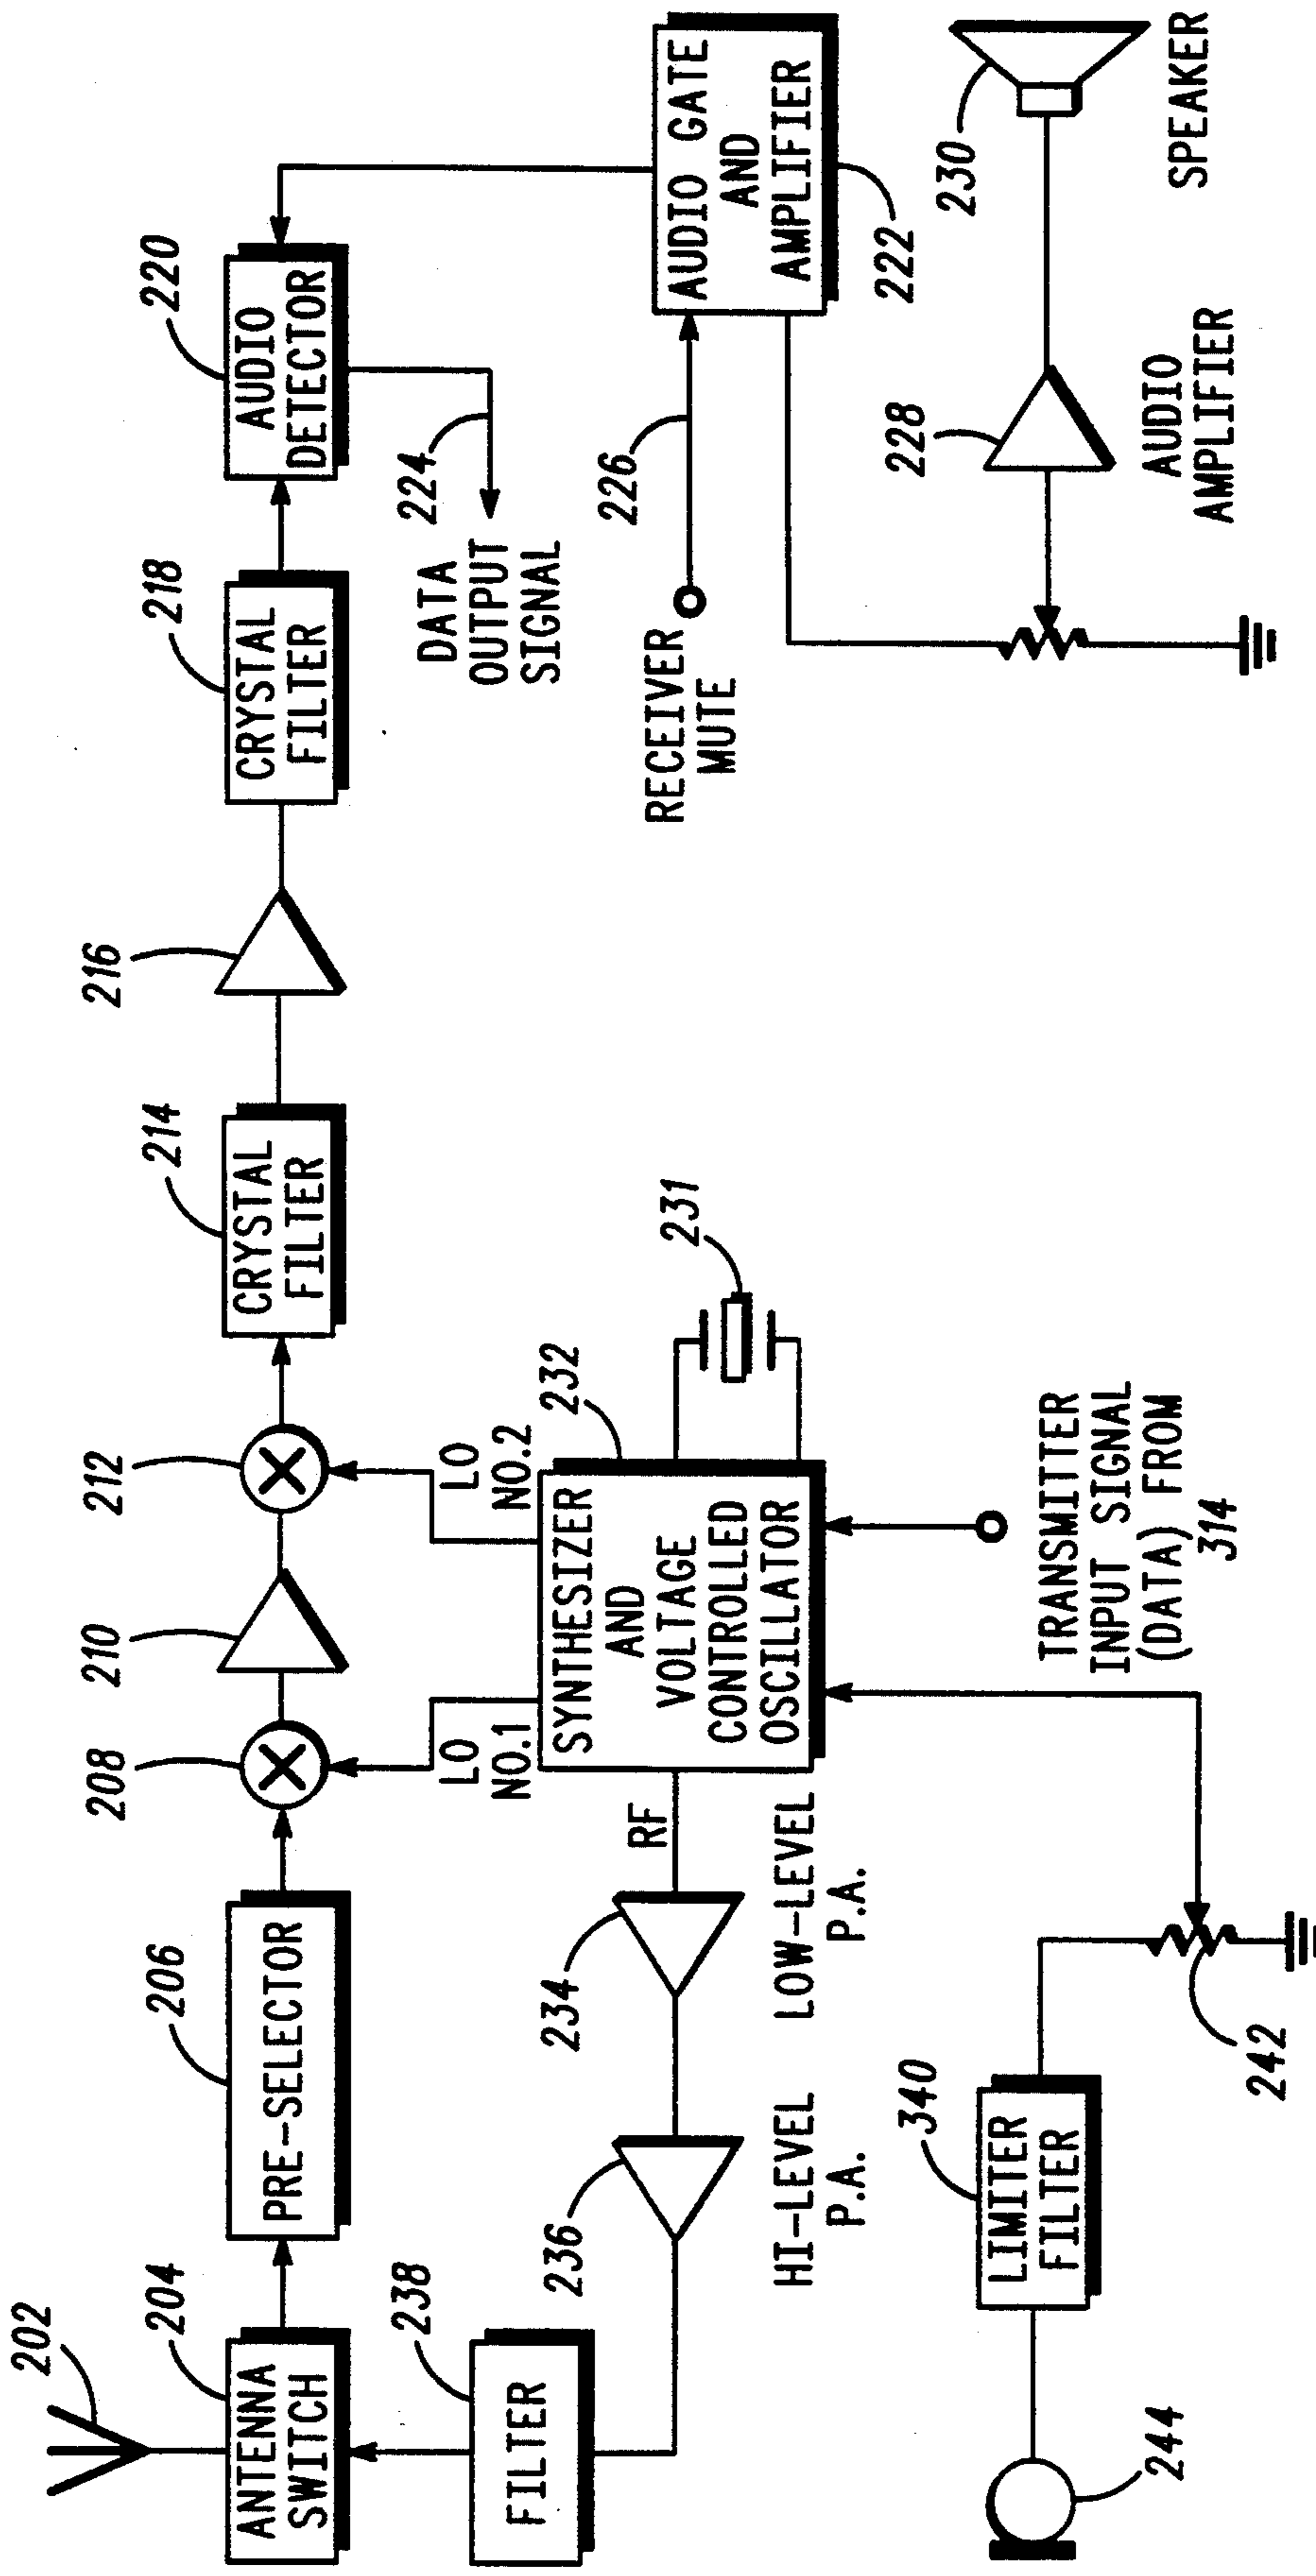 202
204
ANTENNA
SWITCH
206
PRE-SELECTOR
208
210
212
214
CRYSTAL
FILTER
216
218
CRYSTAL
FILTER
220
AUDIO
DETECTOR
224
DATA
OUTPUT
SIGNAL
238
FILTER
236
HI-LEVEL
P.A.
234
LOW-LEVEL
P.A.
RF
LO
NO.1
LO
NO.2
232
SYNTHESIZER
AND
VOLTAGE
CONTROLLED
OSCILLATOR
231
RECEIVER
MUTE
226
AUDIO GATE
AND
AMPLIFIER
222
244
340
LIMITER
FILTER
242
TRANSMITTER
INPUT SIGNAL
(DATA) FROM
314
228
AUDIO
AMPLIFIER
230
SPEAKER